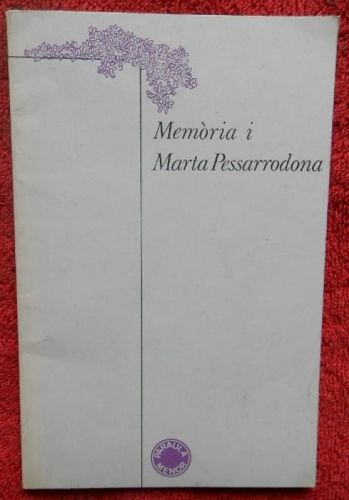 Memòria i
Marta Pessarrodona
PARAULA
MENOR